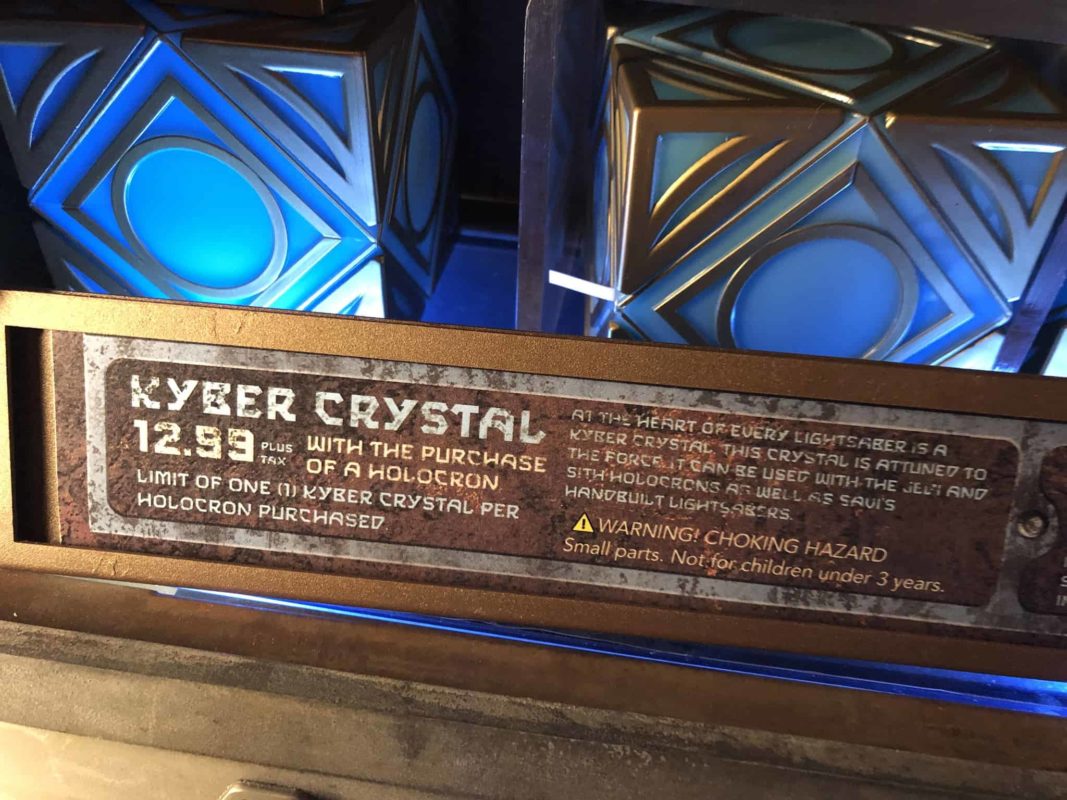 KYBER CRYSTAL
12.99 PLUS TAX WITH THE PURCHASE
OF A HOLOCRON
LIMIT OF ONE (1) KYBER CRYSTAL PER
HOLOCRON PURCHASED
AT THE HEART OF EVERY LIGHTSABER IS A
KYBER CRYSTAL. THIS CRYSTAL IS ATTUNED TO
THE FORCE. IT CAN BE USED WITH THE JEDI AND
SITH HOLOCRONS AS WELL AS SAVI'S
HANDBUILT LIGHTSABERS.
WARNING! CHOKING HAZARD
Small parts. Not for children under 3 years.